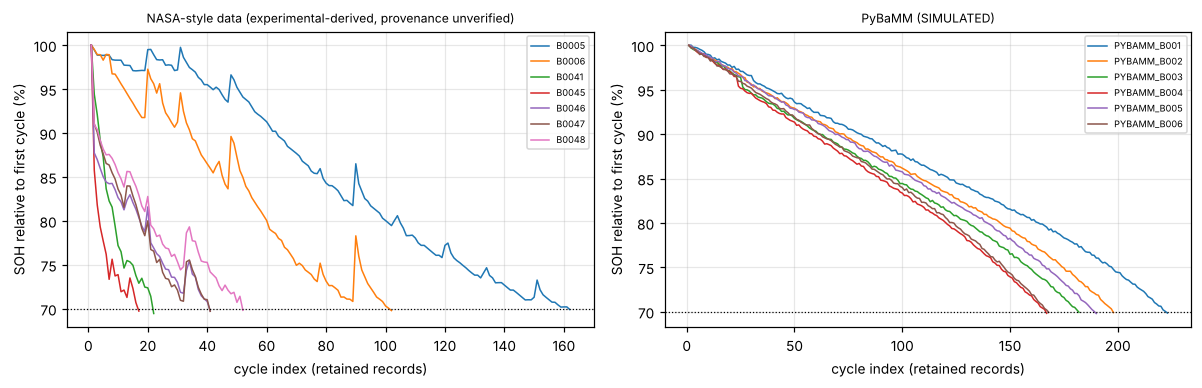 NASA-style data (experimental-derived, provenance unverified)
SOH relative to first cycle (%)
100
95
90
85
80
75
70
0
20
40
60
80
100
120
140
160
cycle index (retained records)
B0005
B0006
B0041
B0045
B0046
B0047
B0048
PyBaMM (SIMULATED)
SOH relative to first cycle (%)
100
95
90
85
80
75
70
0
50
100
150
200
cycle index (retained records)
PYBAMM_B001
PYBAMM_B002
PYBAMM_B003
PYBAMM_B004
PYBAMM_B005
PYBAMM_B006